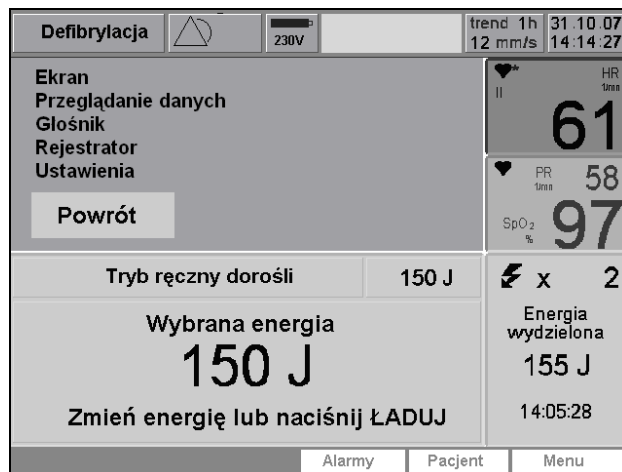 Defibrylacja
230V
trend 1h
12 mm/s
31.10.07
14:14:27
Ekran
Przeglądanie danych
Głośnik
Rejestrator
Ustawienia
Powrót
*
HR
1/min
II
61
PR
1/min
58
SpO2
%
97
Tryb ręczny dorośli
150 J
x 2
Wybrana energia
150 J
Zmień energię lub naciśnij ŁADUJ
Energia
wydzielona
155 J
14:05:28
Alarmy
Pacjent
Menu